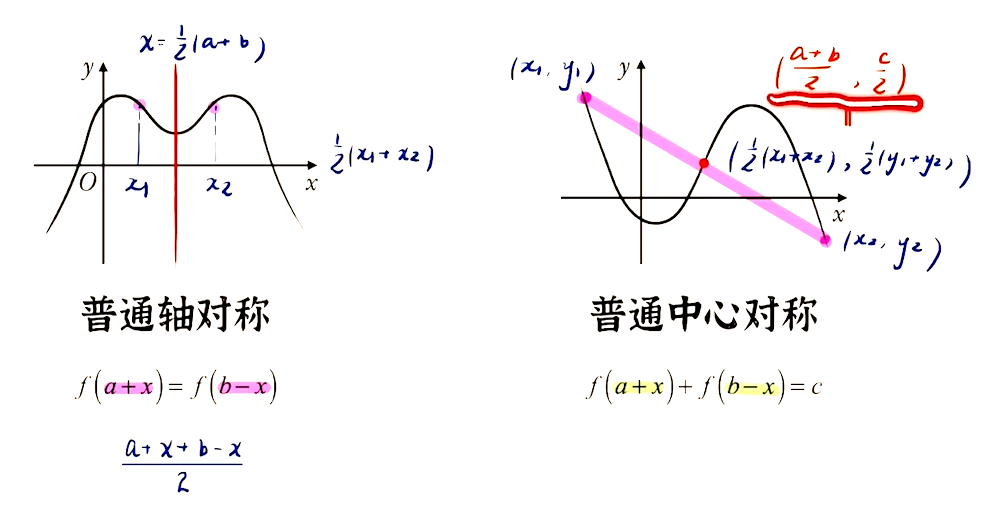 x = 1/2(a+b)
y
O
x₁
x₂
x
1/2(x₁+x₂)
普通轴对称
f(a+x)=f(b−x)
a+x+b−x
2
(x₁, y₁)
y
(a+b/2, c/2)
(1/2(x₁+x₂), 1/2(y₁+y₂))
x
(x₂, y₂)
普通中心对称
f(a+x)+f(b−x)=c